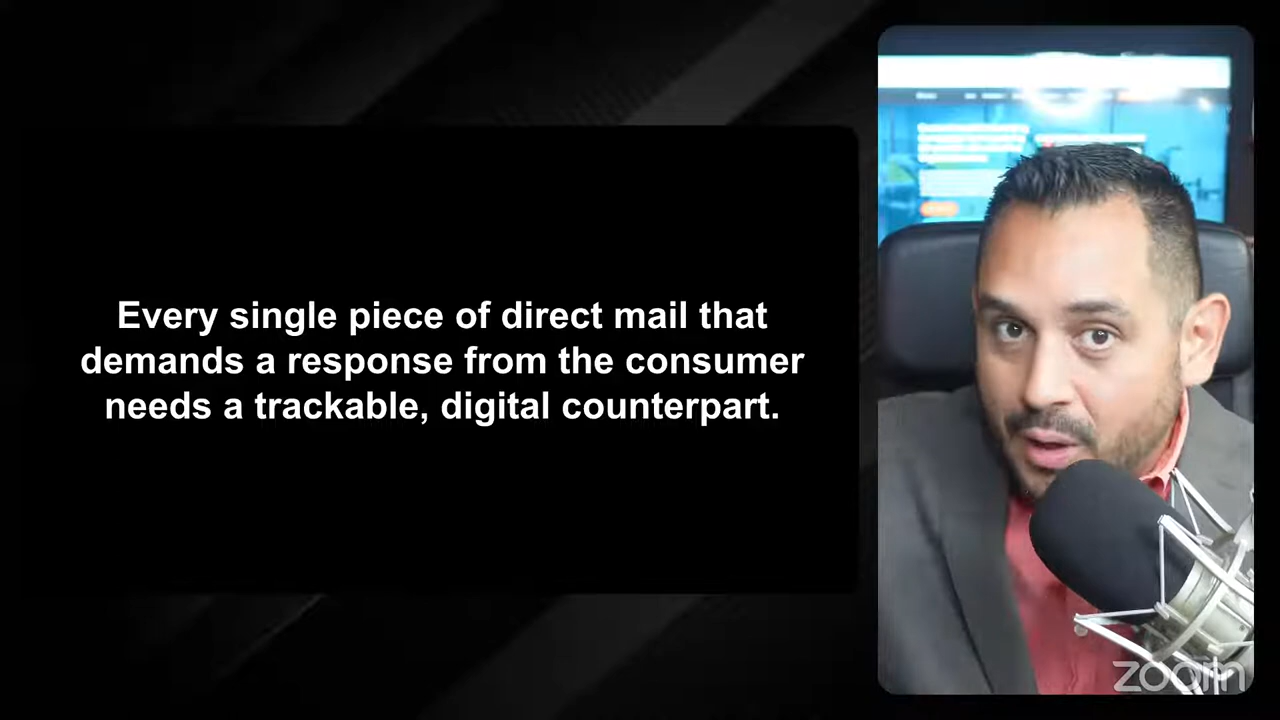 Every single piece of direct mail that
demands a response from the consumer
needs a trackable, digital counterpart.
zoom